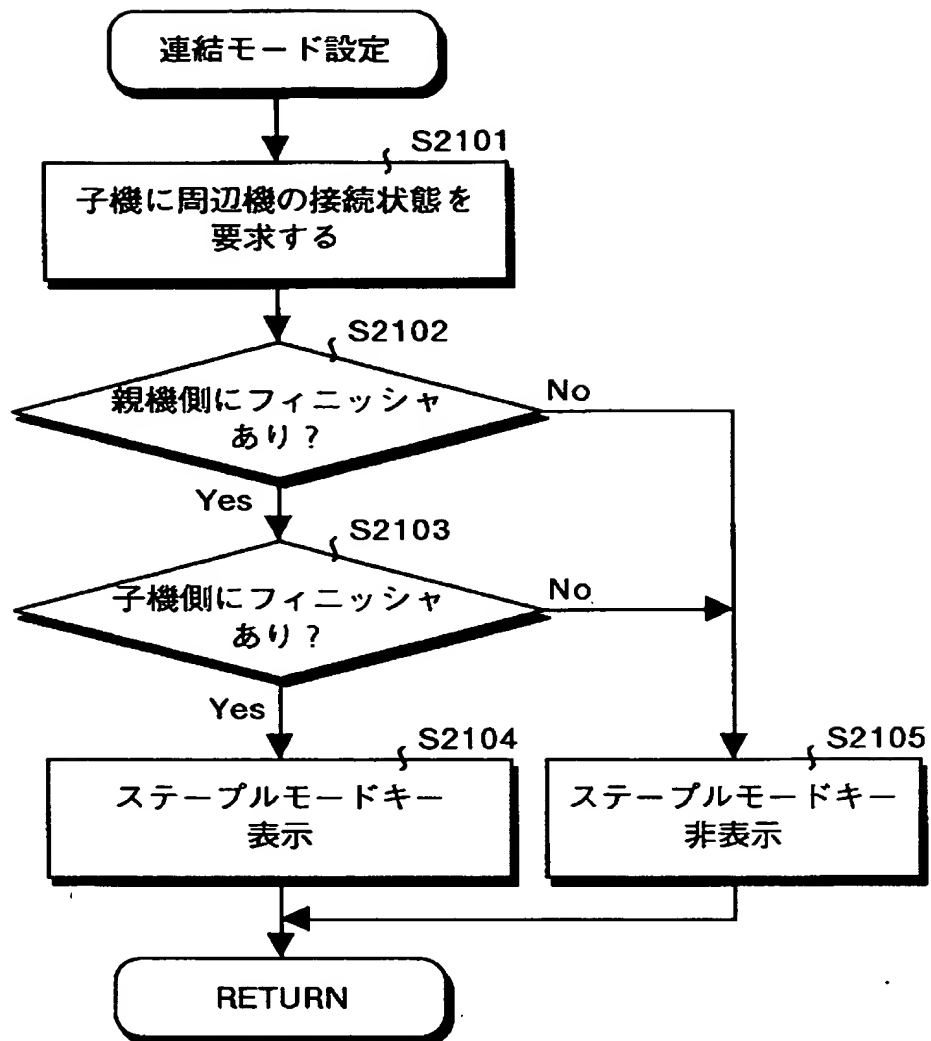 連結モード設定
S2101
子機に周辺機の接続状態を
要求する
S2102
親機側にフィニッシャ
あり?
No
Yes
S2103
子機側にフィニッシャ
あり?
No
Yes
S2104
ステープルモードキー
表示
S2105
ステープルモードキー
非表示
RETURN